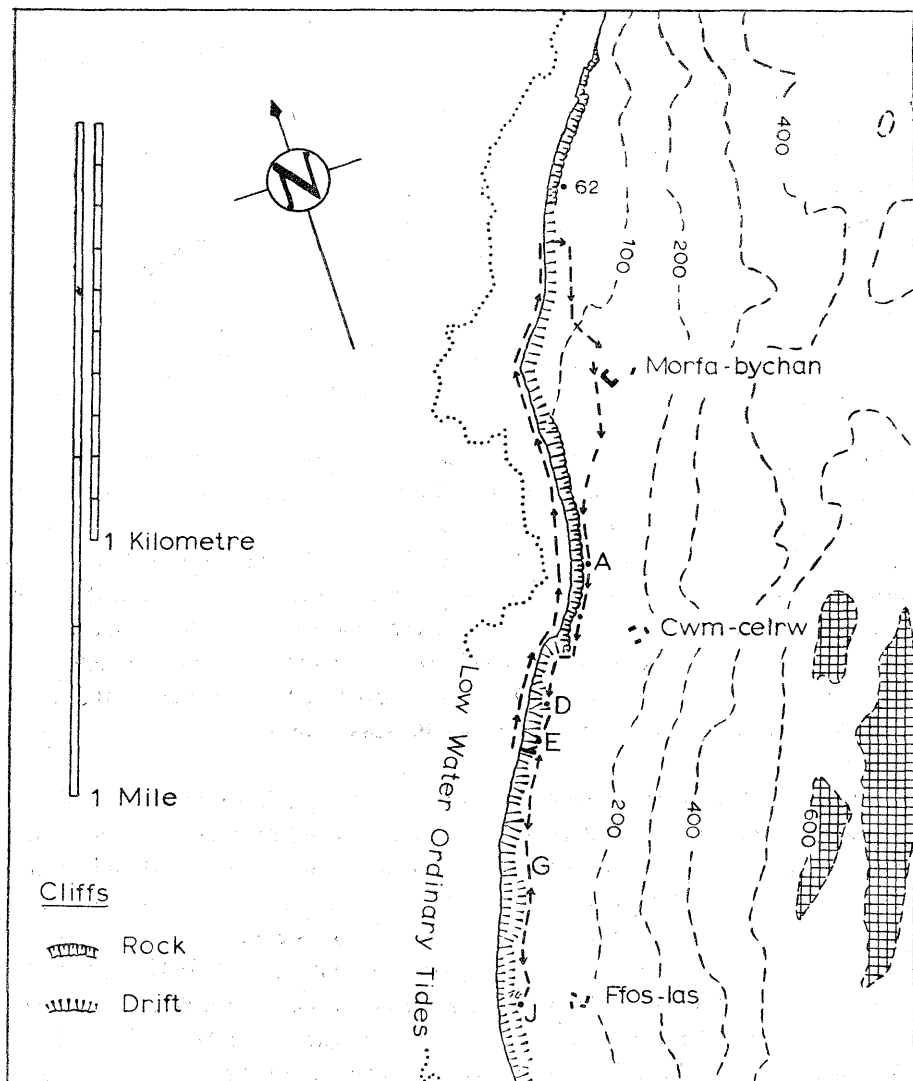 400
N
62
100
200
Morfa-bychan
1 Kilometre
A
Cwm-ceirw
Low Water Ordinary Tides
D
E
1 Mile
200
400
600
G
Cliffs
Rock
Drift
J
Ffos-las